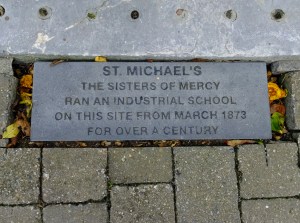 ST. MICHAEL'S
THE SISTERS OF MERCY
RAN AN INDUSTRIAL SCHOOL
ON THIS SITE FROM MARCH 1873
FOR OVER A CENTURY